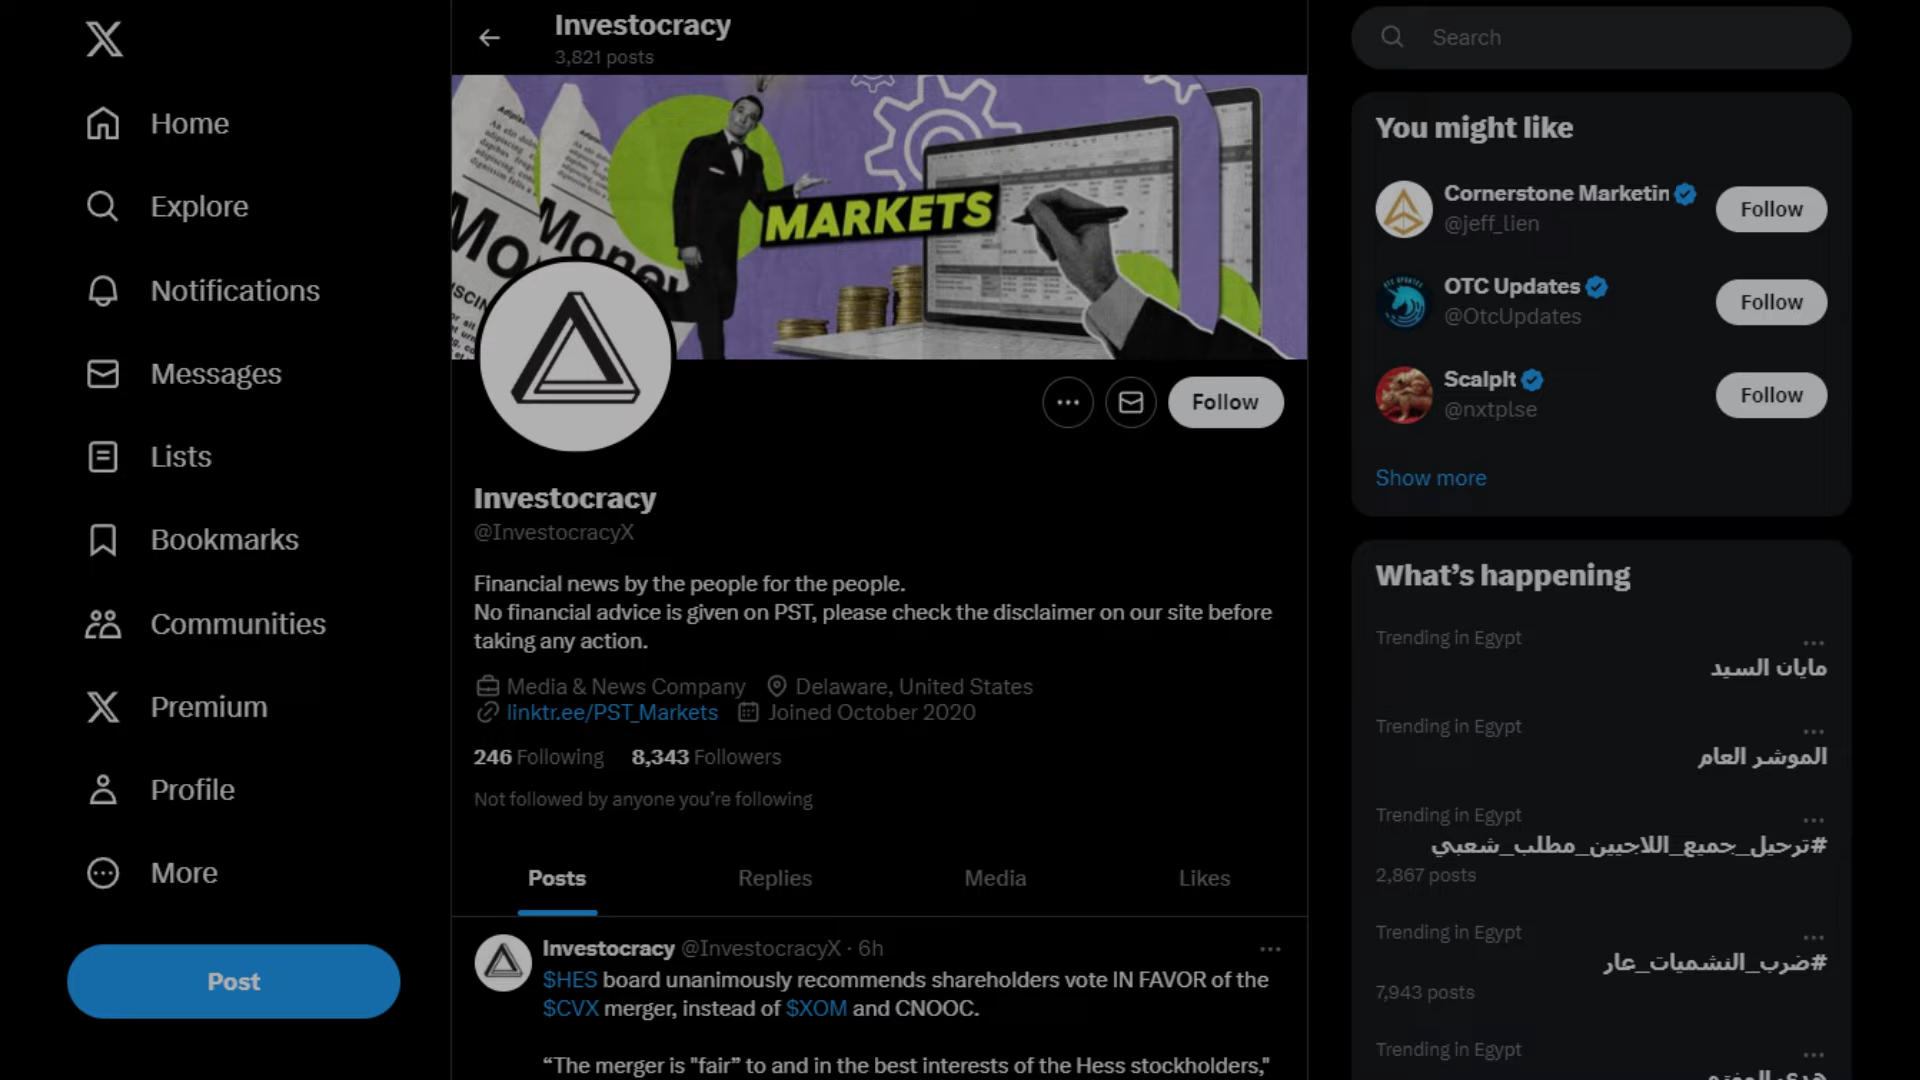 Home
Explore
Notifications
Messages
Lists
Bookmarks
Communities
Premium
Profile
More
Post
Investocracy
3,821 posts
Money
MARKETS
Follow
Investocracy
@InvestocracyX
Financial news by the people for the people.
No financial advice is given on PST, please check the disclaimer on our site before
taking any action.
Media & News Company Delaware, United States
linktr.ee/PST_Markets Joined October 2020
246 Following 8,343 Followers
Not followed by anyone you're following
Posts Replies Media Likes
Investocracy @InvestocracyX · 6h
$HES board unanimously recommends shareholders vote IN FAVOR of the
$CVX merger, instead of $XOM and CNOOC.
“The merger is "fair” to and in the best interests of the Hess stockholders,"
Search
You might like
Cornerstone Marketin
@jeff_lien
Follow
OTC Updates
@OtcUpdates
Follow
ScalpIt
@nxtplse
Follow
Show more
What’s happening
Trending in Egypt
مايان السيد
Trending in Egypt
الموشر العام
Trending in Egypt
#ترحيل_جميع_اللاجيين_مطلب_شعبي
2,867 posts
Trending in Egypt
#ضرب_النشميات_عار
7,943 posts
Trending in Egypt